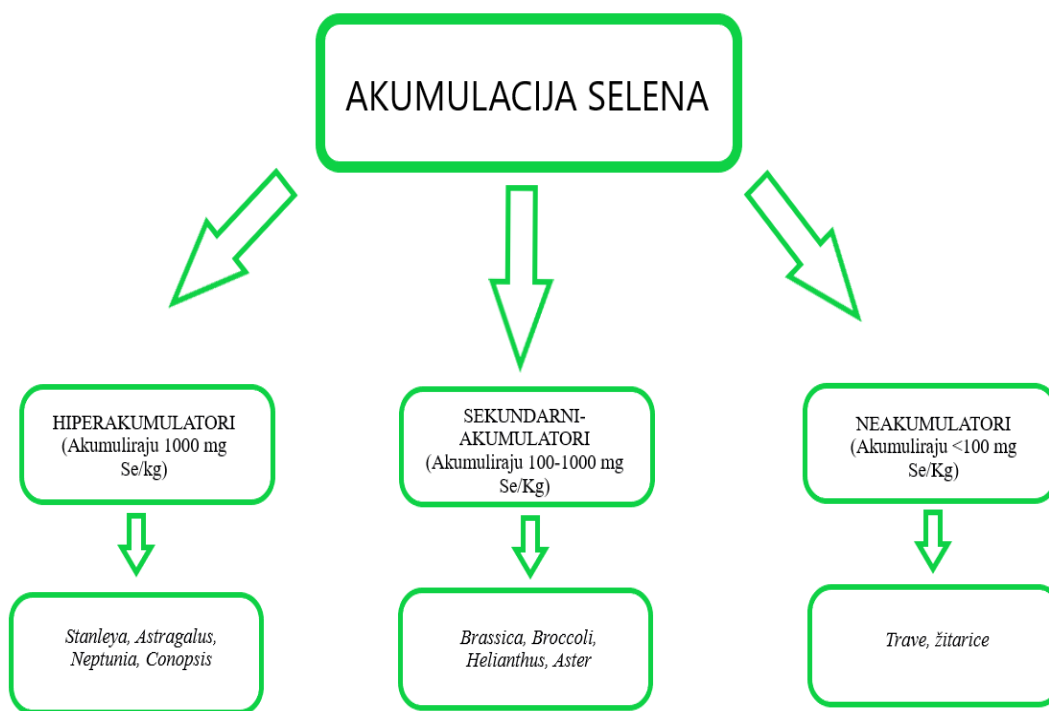 AKUMULACIJA SELENA
HIPERAKUMULATORI
(Akumuliraju 1000 mg
Se/kg)
SEKUNDARNI-
AKUMULATORI
(Akumuliraju 100-1000 mg
Se/Kg)
NEAKUMULATORI
(Akumuliraju <100 mg
Se/Kg)
Stanleya, Astragalus,
Neptunia, Conopsis
Brassica, Broccoli,
Helianthus, Aster
Trave, žitarice